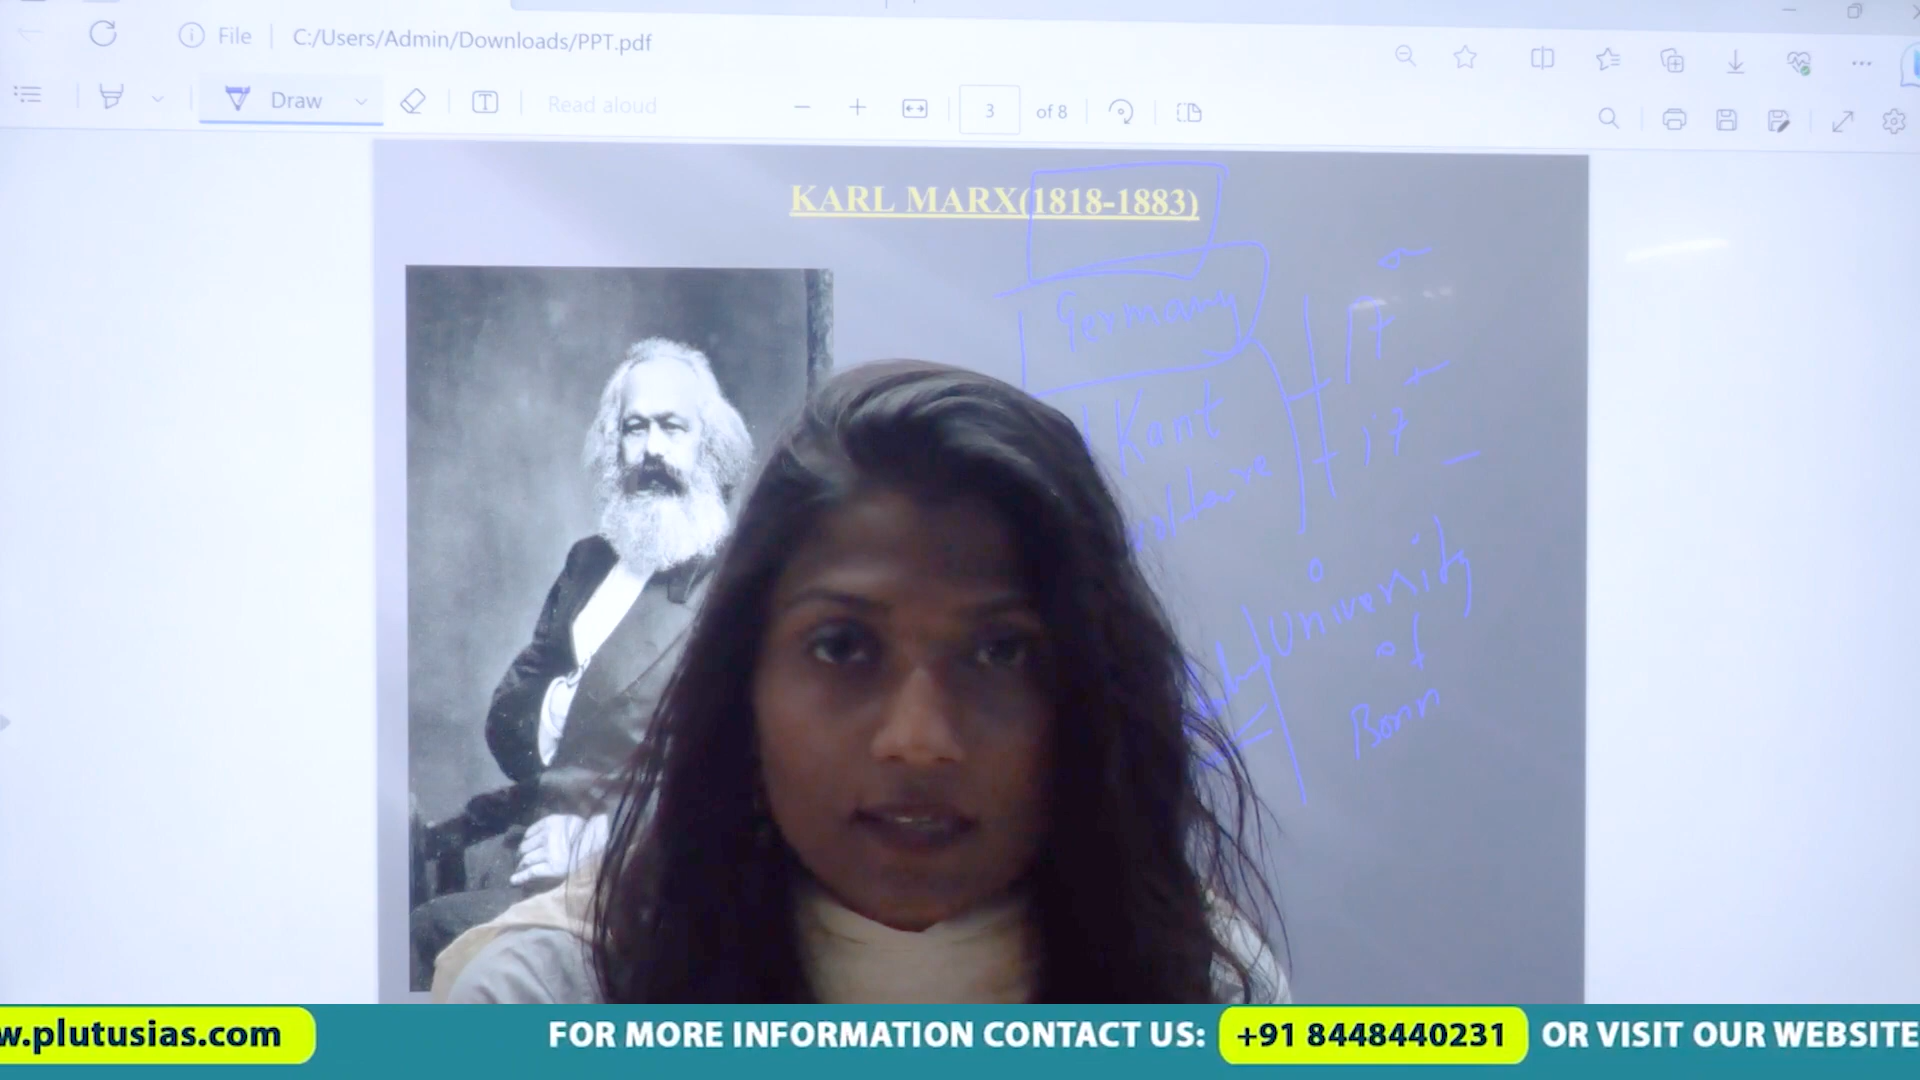 File
C:/Users/Admin/Downloads/PPT.pdf
Draw
Read aloud
3 of 8
KARL MARX(1818-1883)
Germany
Kant
voltaire
University
of
Bonn
w.plutusias.com FOR MORE INFORMATION CONTACT US: +91 8448440231 OR VISIT OUR WEBSITE